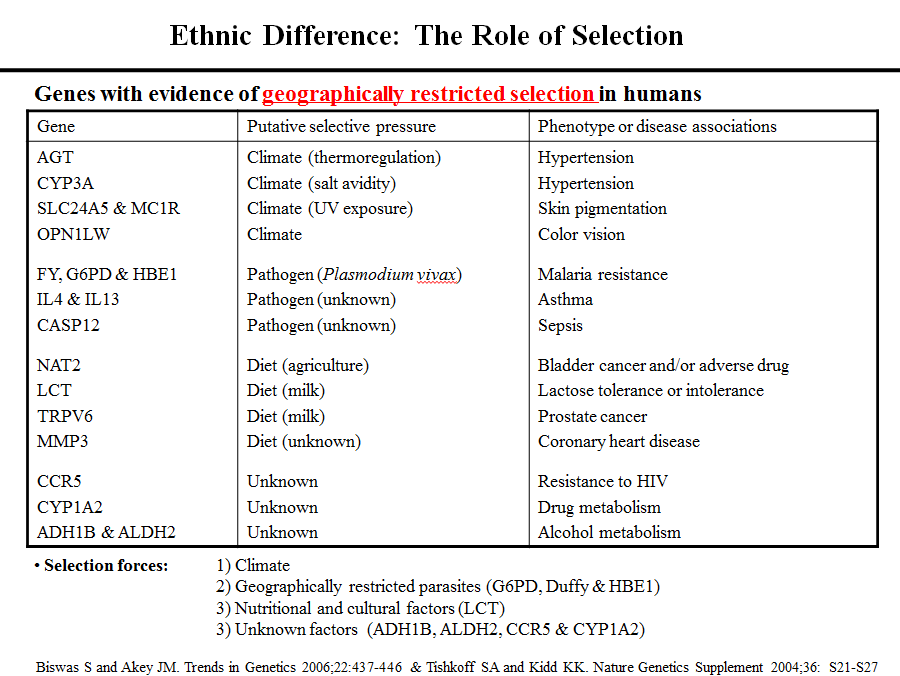 Ethnic Difference: The Role of Selection
Genes with evidence of geographically restricted selection in humans
Gene Putative selective pressure Phenotype or disease associations
AGT Climate (thermoregulation) Hypertension
CYP3A Climate (salt avidity) Hypertension
SLC24A5 & MC1R Climate (UV exposure) Skin pigmentation
OPN1LW Climate Color vision
FY, G6PD & HBE1 Pathogen (Plasmodium vivax) Malaria resistance
IL4 & IL13 Pathogen (unknown) Asthma
CASP12 Pathogen (unknown) Sepsis
NAT2 Diet (agriculture) Bladder cancer and/or adverse drug
LCT Diet (milk) Lactose tolerance or intolerance
TRPV6 Diet (milk) Prostate cancer
MMP3 Diet (unknown) Coronary heart disease
CCR5 Unknown Resistance to HIV
CYP1A2 Unknown Drug metabolism
ADH1B & ALDH2 Unknown Alcohol metabolism
• Selection forces: 1) Climate
2) Geographically restricted parasites (G6PD, Duffy & HBE1)
3) Nutritional and cultural factors (LCT)
3) Unknown factors (ADH1B, ALDH2, CCR5 & CYP1A2)
Biswas S and Akey JM. Trends in Genetics 2006;22:437-446 & Tishkoff SA and Kidd KK. Nature Genetics Supplement 2004;36: S21-S27